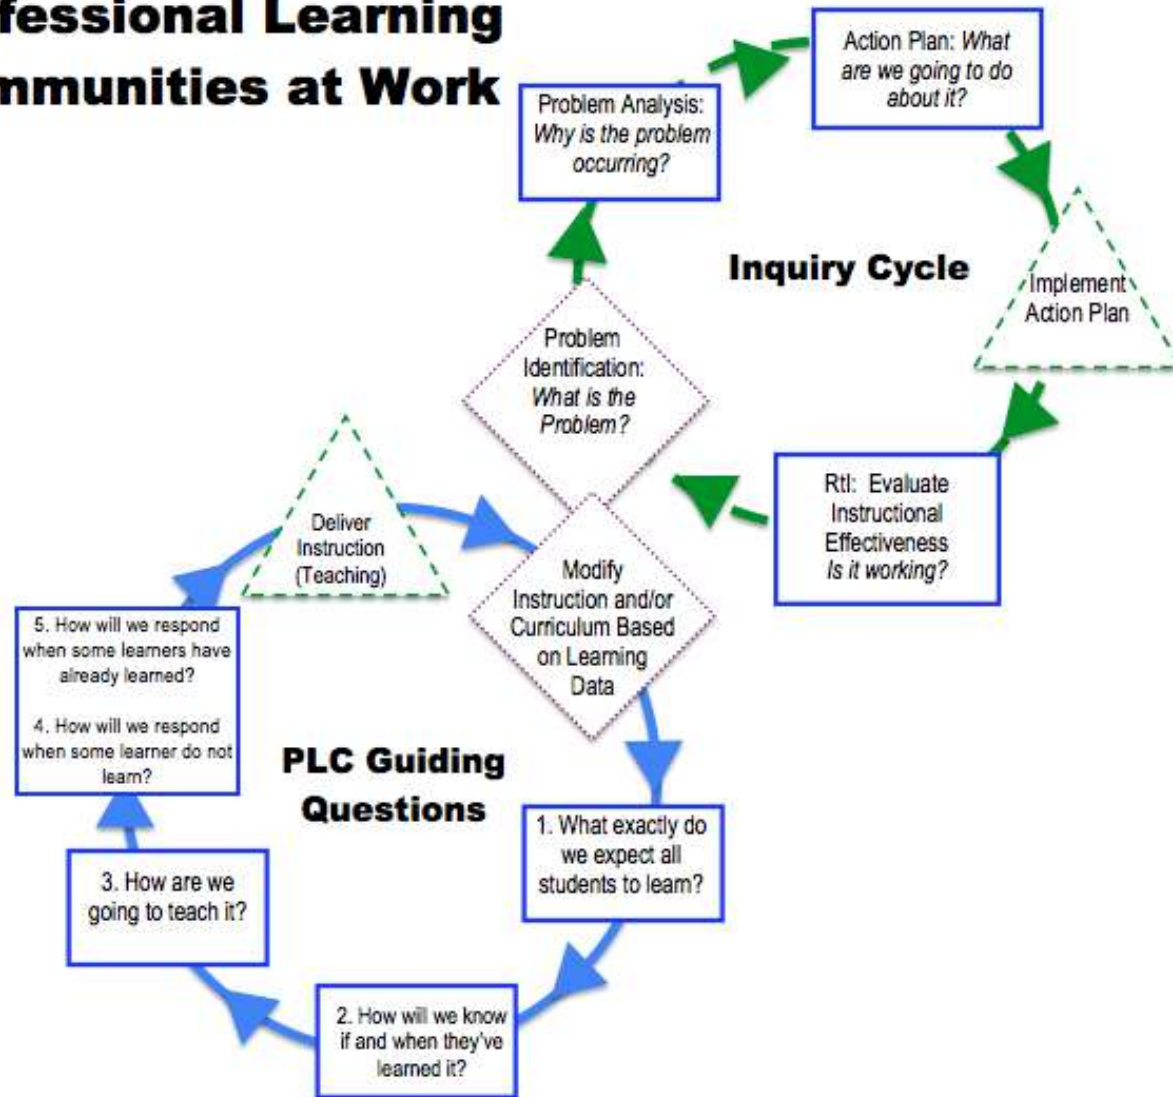 fessional Learning
mmunities at Work
Problem Analysis:
Why is the problem
occurring?
Action Plan: What
are we going to do
about it?
Inquiry Cycle
Implement
Action Plan
Problem
Identification:
What is the
Problem?
RtI: Evaluate
Instructional
Effectiveness
Is it working?
Deliver
Instruction
(Teaching)
Modify
Instruction and/or
Curriculum Based
on Learning
Data
5. How will we respond
when some learners have
already learned?
4. How will we respond
when some learner do not
learn?
PLC Guiding
Questions
1. What exactly do
we expect all
students to learn?
3. How are we
going to teach it?
2. How will we know
if and when they've
learned it?